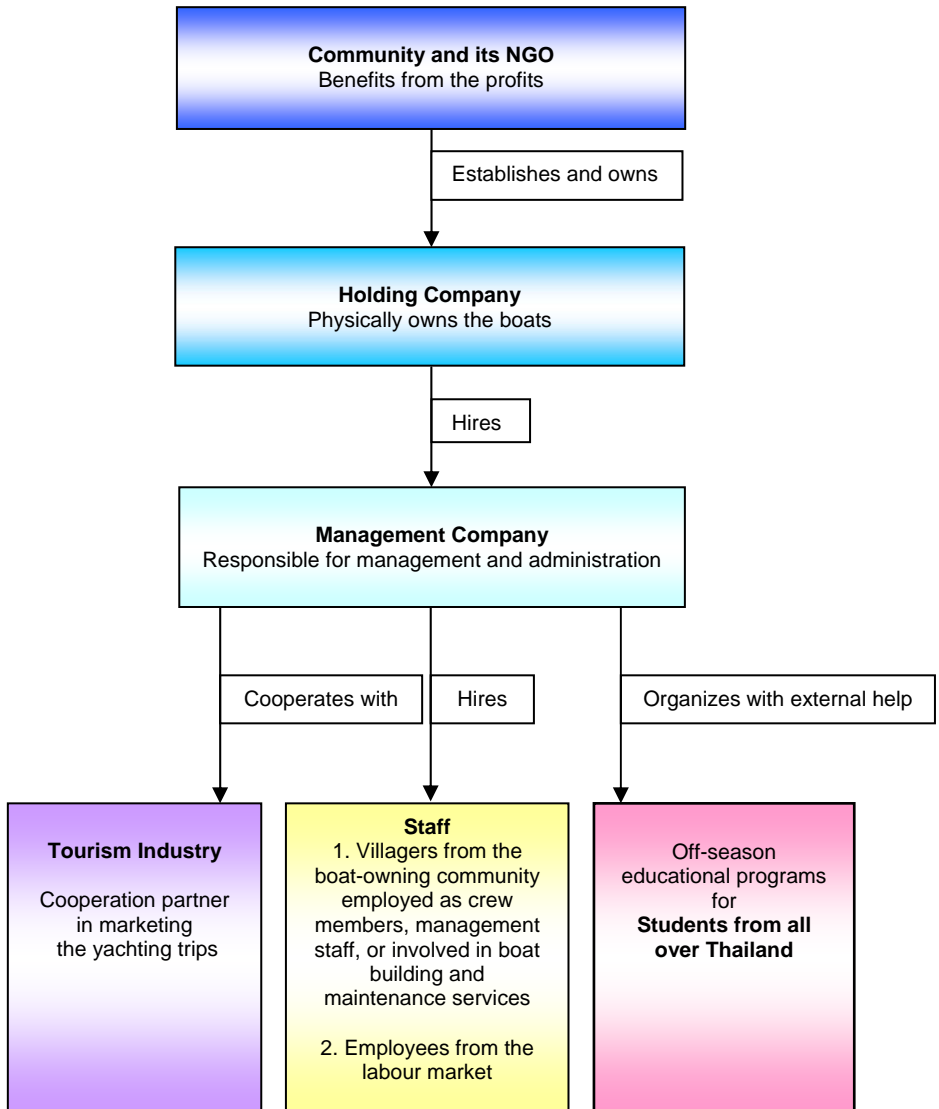 Community and its NGO
Benefits from the profits
Establishes and owns
Holding Company
Physically owns the boats
Hires
Management Company
Responsible for management and administration
Cooperates with
Hires
Organizes with external help
Tourism Industry
Cooperation partner
in marketing
the yachting trips
Staff
1. Villagers from the
boat-owning community
employed as crew
members, management
staff, or involved in boat
building and
maintenance services
2. Employees from the
labour market
Off-season
educational programs
for
Students from all
over Thailand